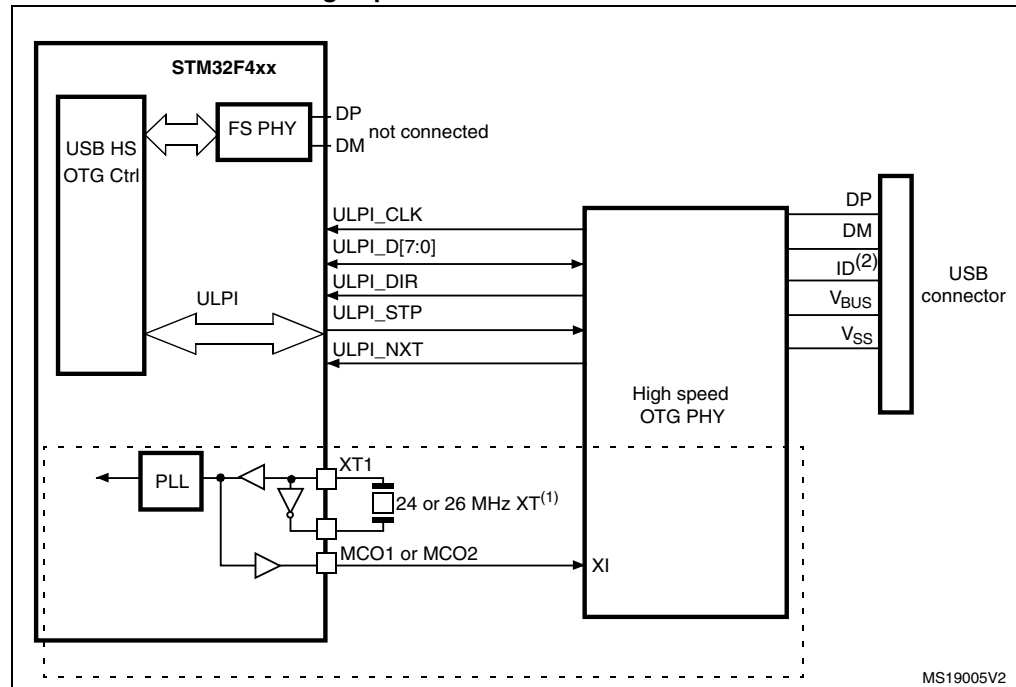 STM32F4xx
USB HS
OTG Ctrl
FS PHY
DP
DM
not connected
ULPI
ULPI_CLK
ULPI_D[7:0]
ULPI_DIR
ULPI_STP
ULPI_NXT
High speed
OTG PHY
DP
DM
ID(2)
VBUS
VSS
USB
connector
PLL
XT1
24 or 26 MHz XT(1)
MCO1 or MCO2
XI
MS19005V2